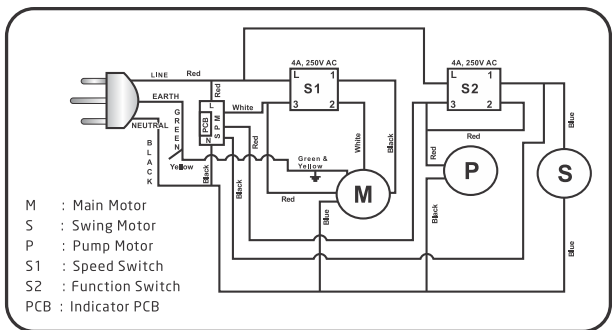 4A, 250V AC
4A, 250V AC
LINE
Red
L 1
S1
3 2
L 1
S2
3 2
EARTH
Red
White
L
PCB
SPM
N
GREEN
NEUTRAL
BLACK
Yellow
Black
Red
Green &
Yellow
White
Black
Red
Red
Blue
M
Red
Blue
P
S
Black
Blue
M : Main Motor
S : Swing Motor
P : Pump Motor
S1 : Speed Switch
S2 : Function Switch
PCB : Indicator PCB